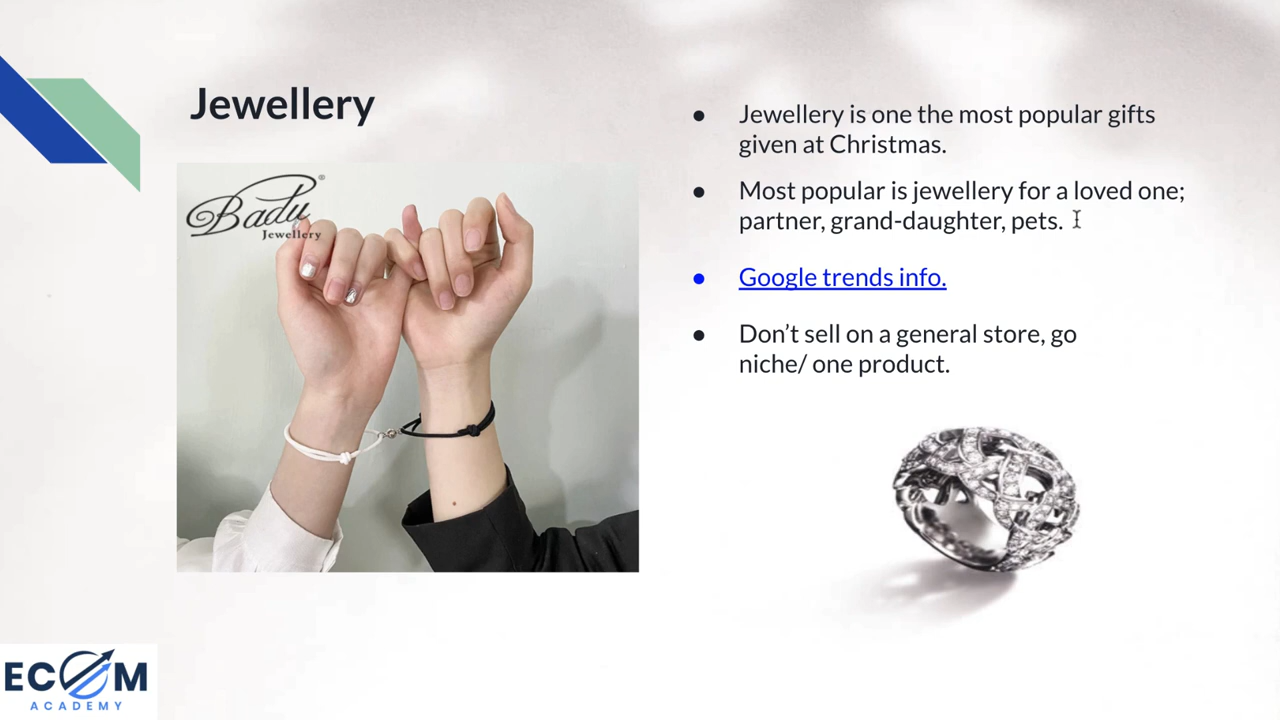 Jewellery
Badu
®
Jewellery
● Jewellery is one the most popular gifts
given at Christmas.
● Most popular is jewellery for a loved one;
partner, grand-daughter, pets.
● Google trends info.
● Don’t sell on a general store, go
niche/ one product.
ECOM
ACADEMY